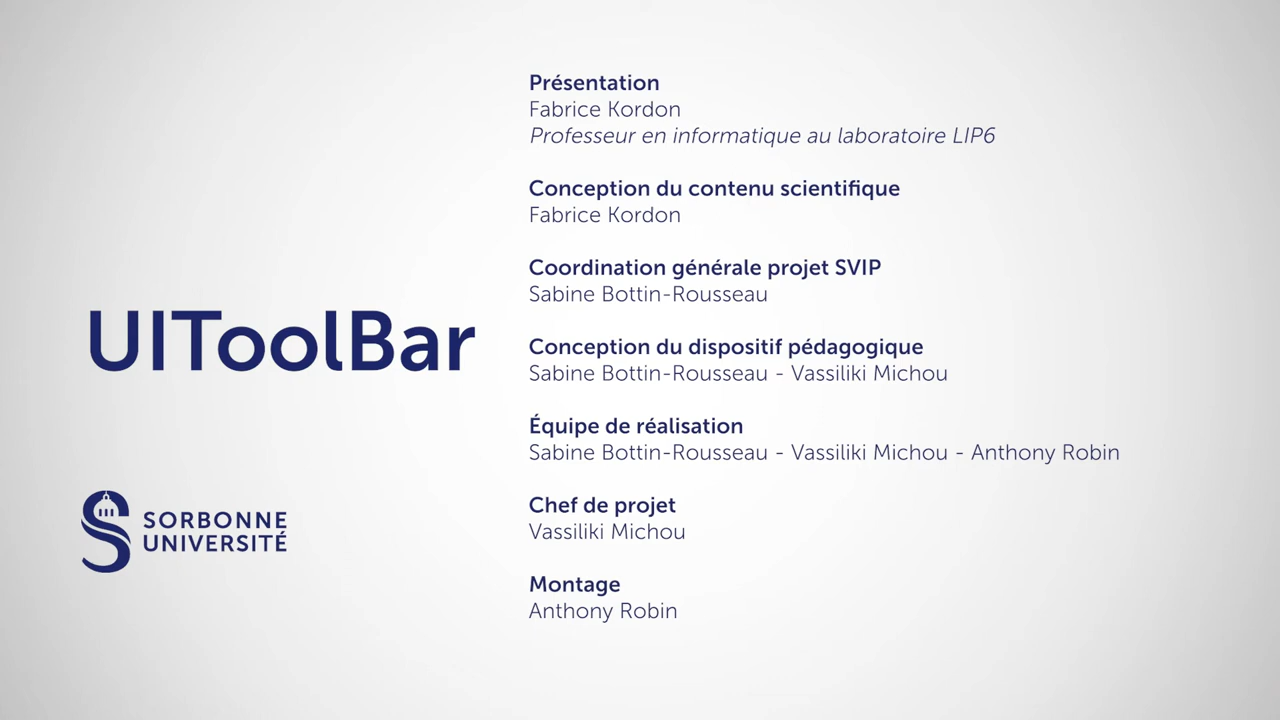 UIToolBar
SORBONNE
UNIVERSITÉ
Présentation
Fabrice Kordon
Professeur en informatique au laboratoire LIP6
Conception du contenu scientifique
Fabrice Kordon
Coordination générale projet SVIP
Sabine Bottin-Rousseau
Conception du dispositif pédagogique
Sabine Bottin-Rousseau - Vassiliki Michou
Équipe de réalisation
Sabine Bottin-Rousseau - Vassiliki Michou - Anthony Robin
Chef de projet
Vassiliki Michou
Montage
Anthony Robin